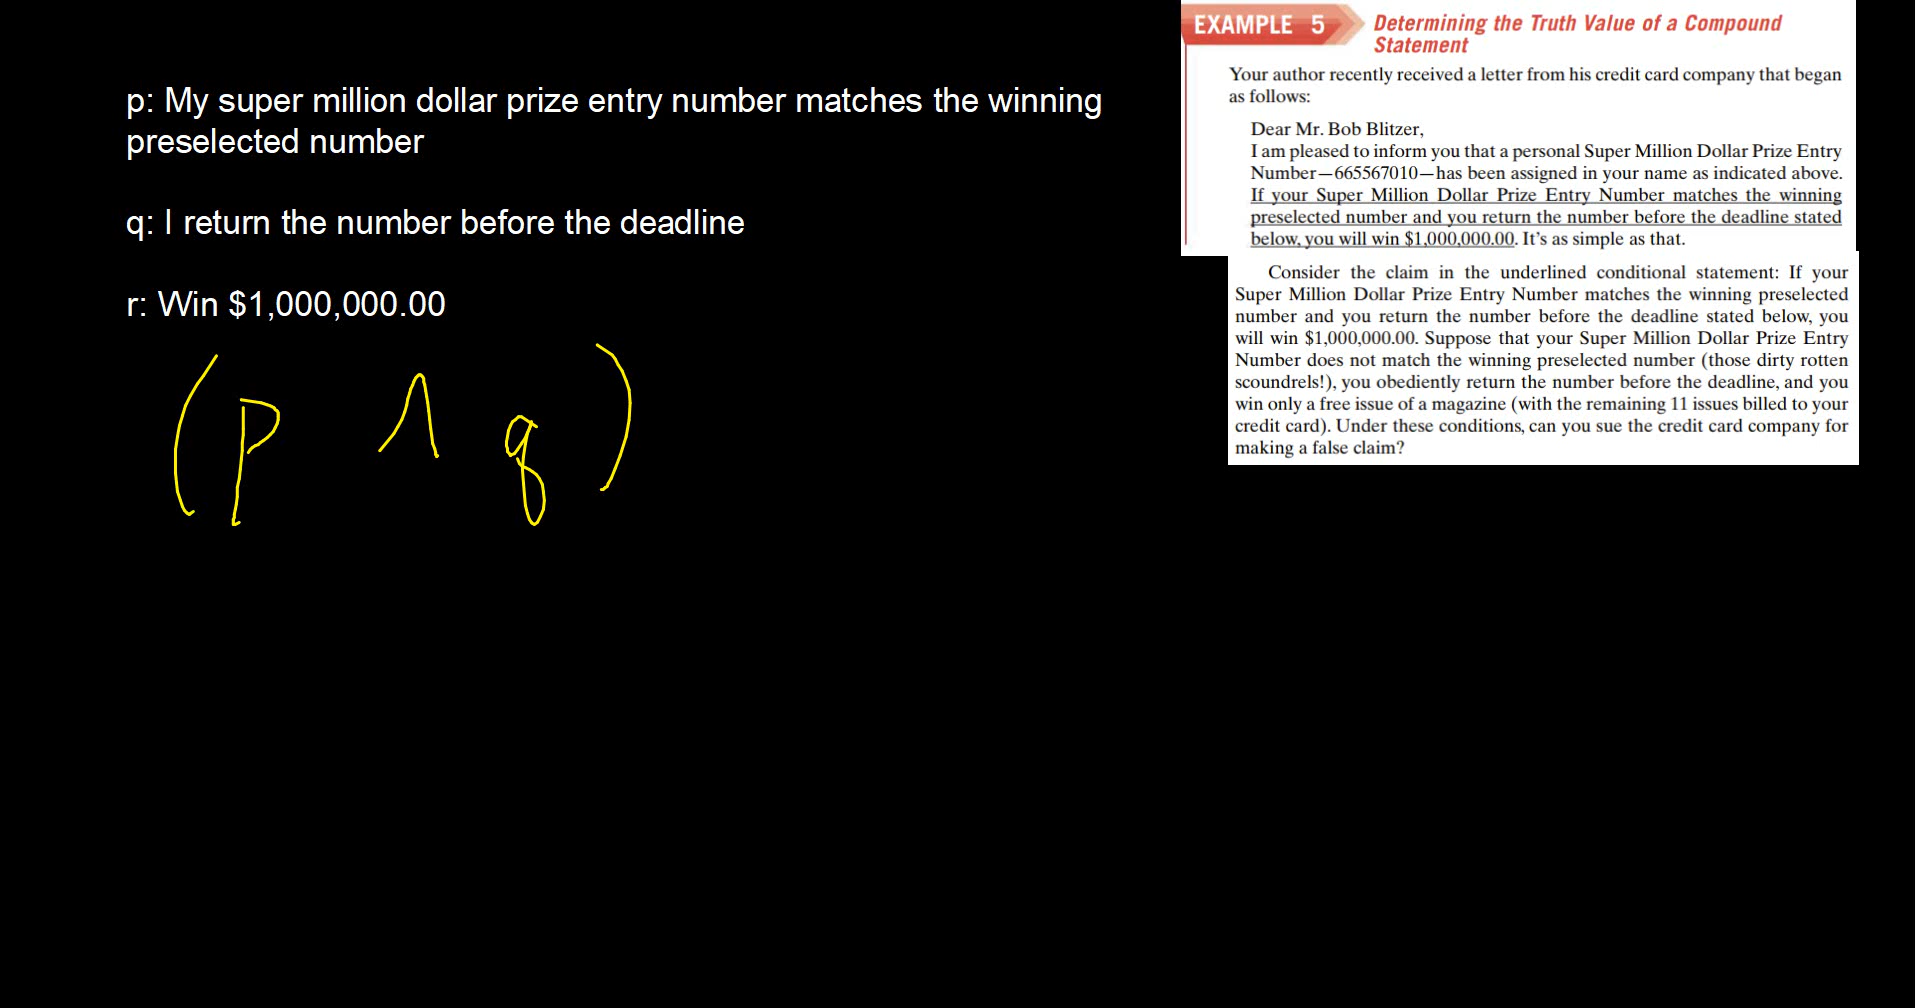 p: My super million dollar prize entry number matches the winning
preselected number
q: I return the number before the deadline
r: Win $1,000,000.00
(p ∧ q)
EXAMPLE 5
Determining the Truth Value of a Compound
Statement
Your author recently received a letter from his credit card company that began
as follows:
Dear Mr. Bob Blitzer,
I am pleased to inform you that a personal Super Million Dollar Prize Entry
Number—665567010—has been assigned in your name as indicated above.
If your Super Million Dollar Prize Entry Number matches the winning
preselected number and you return the number before the deadline stated
below, you will win $1,000,000.00. It's as simple as that.
Consider the claim in the underlined conditional statement: If your
Super Million Dollar Prize Entry Number matches the winning preselected
number and you return the number before the deadline stated below, you
will win $1,000,000.00. Suppose that your Super Million Dollar Prize Entry
Number does not match the winning preselected number (those dirty rotten
scoundrels!), you obediently return the number before the deadline, and you
win only a free issue of a magazine (with the remaining 11 issues billed to your
credit card). Under these conditions, can you sue the credit card company for
making a false claim?